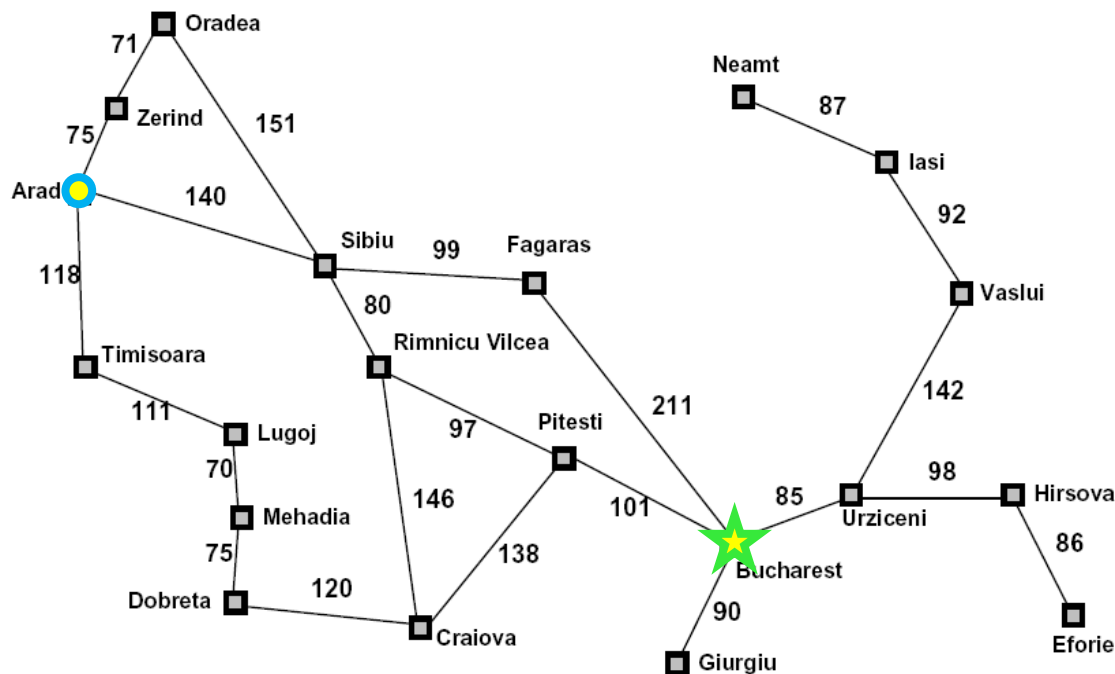 Oradea
71
Neamt
87
Zerind
151
75
Iasi
Arad
140
92
Sibiu
99
Fagaras
118
80
Vaslui
Rimnicu Vilcea
Timisoara
142
111
211
Pitesti
97
Lugoj
70
98
146
101
85
Hirsova
Mehadia
Urziceni
138
86
75
Bucharest
120
Dobreta
90
Craiova
Eforie
Giurgiu